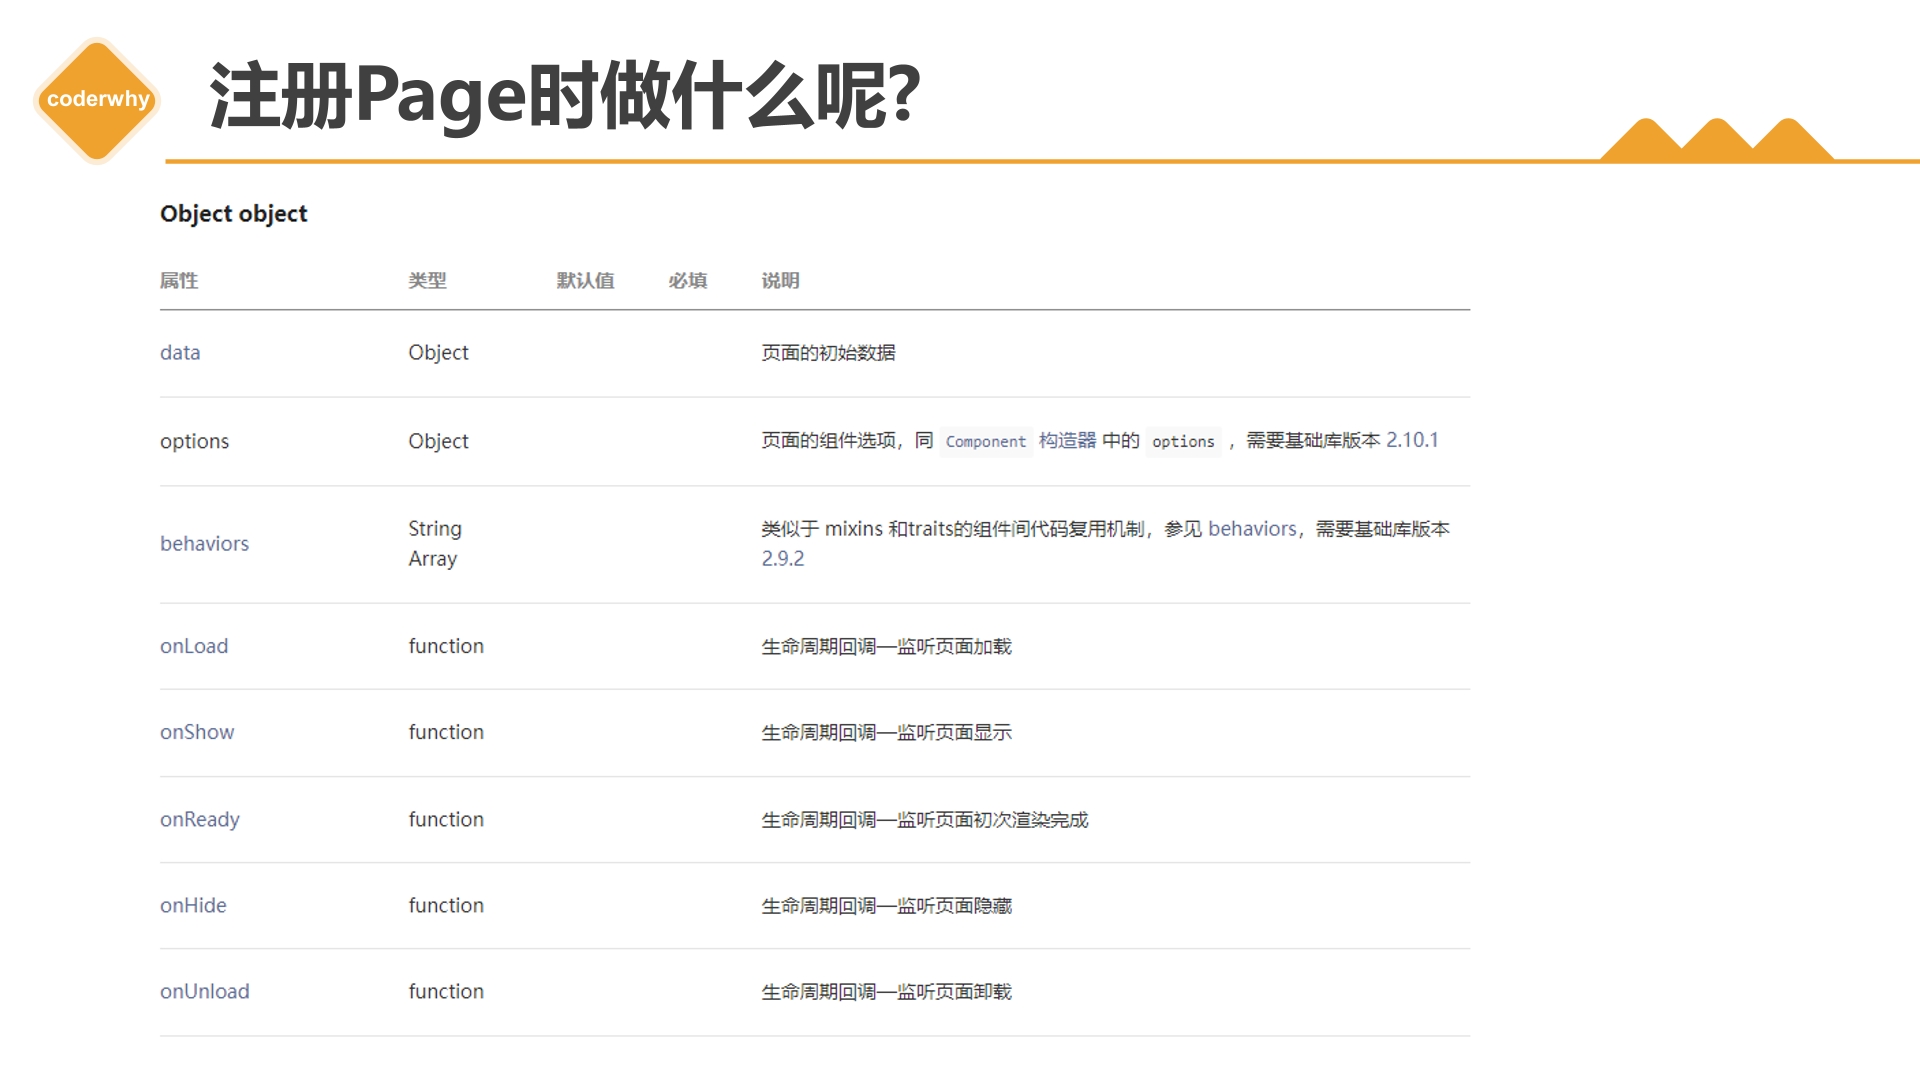 coderwhy
注册Page时做什么呢?
Object object
属性 类型 默认值 必填 说明
data Object 页面的初始数据
options Object 页面的组件选项，同 Component 构造器 中的 options ，需要基础库版本 2.10.1
behaviors String Array 类似于 mixins 和traits的组件间代码复用机制，参见 behaviors，需要基础库版本 2.9.2
onLoad function 生命周期回调—监听页面加载
onShow function 生命周期回调—监听页面显示
onReady function 生命周期回调—监听页面初次渲染完成
onHide function 生命周期回调—监听页面隐藏
onUnload function 生命周期回调—监听页面卸载